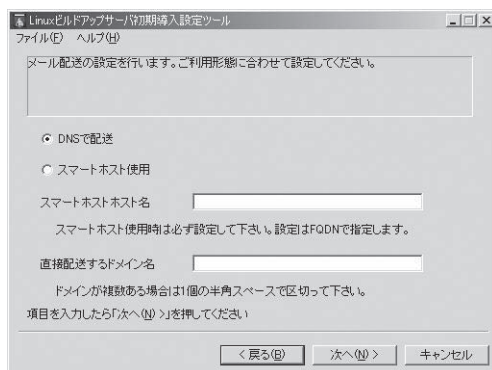 Linuxビルドアップサーバ初期導入設定ツール
ファイル(F) ヘルプ(H)
メール配送の設定を行います。ご利用形態に合わせて設定してください。
DNSで配送
スマートホスト使用
スマートホストホスト名
スマートホスト使用時は必ず設定して下さい。設定はFQDNで指定します。
直接配送するドメイン名
ドメインが複数ある場合は1個の半角スペースで区切って下さい。
項目を入力したら「次へ(N) >」を押してください
< 戻る(B) 次へ(N) > キャンセル